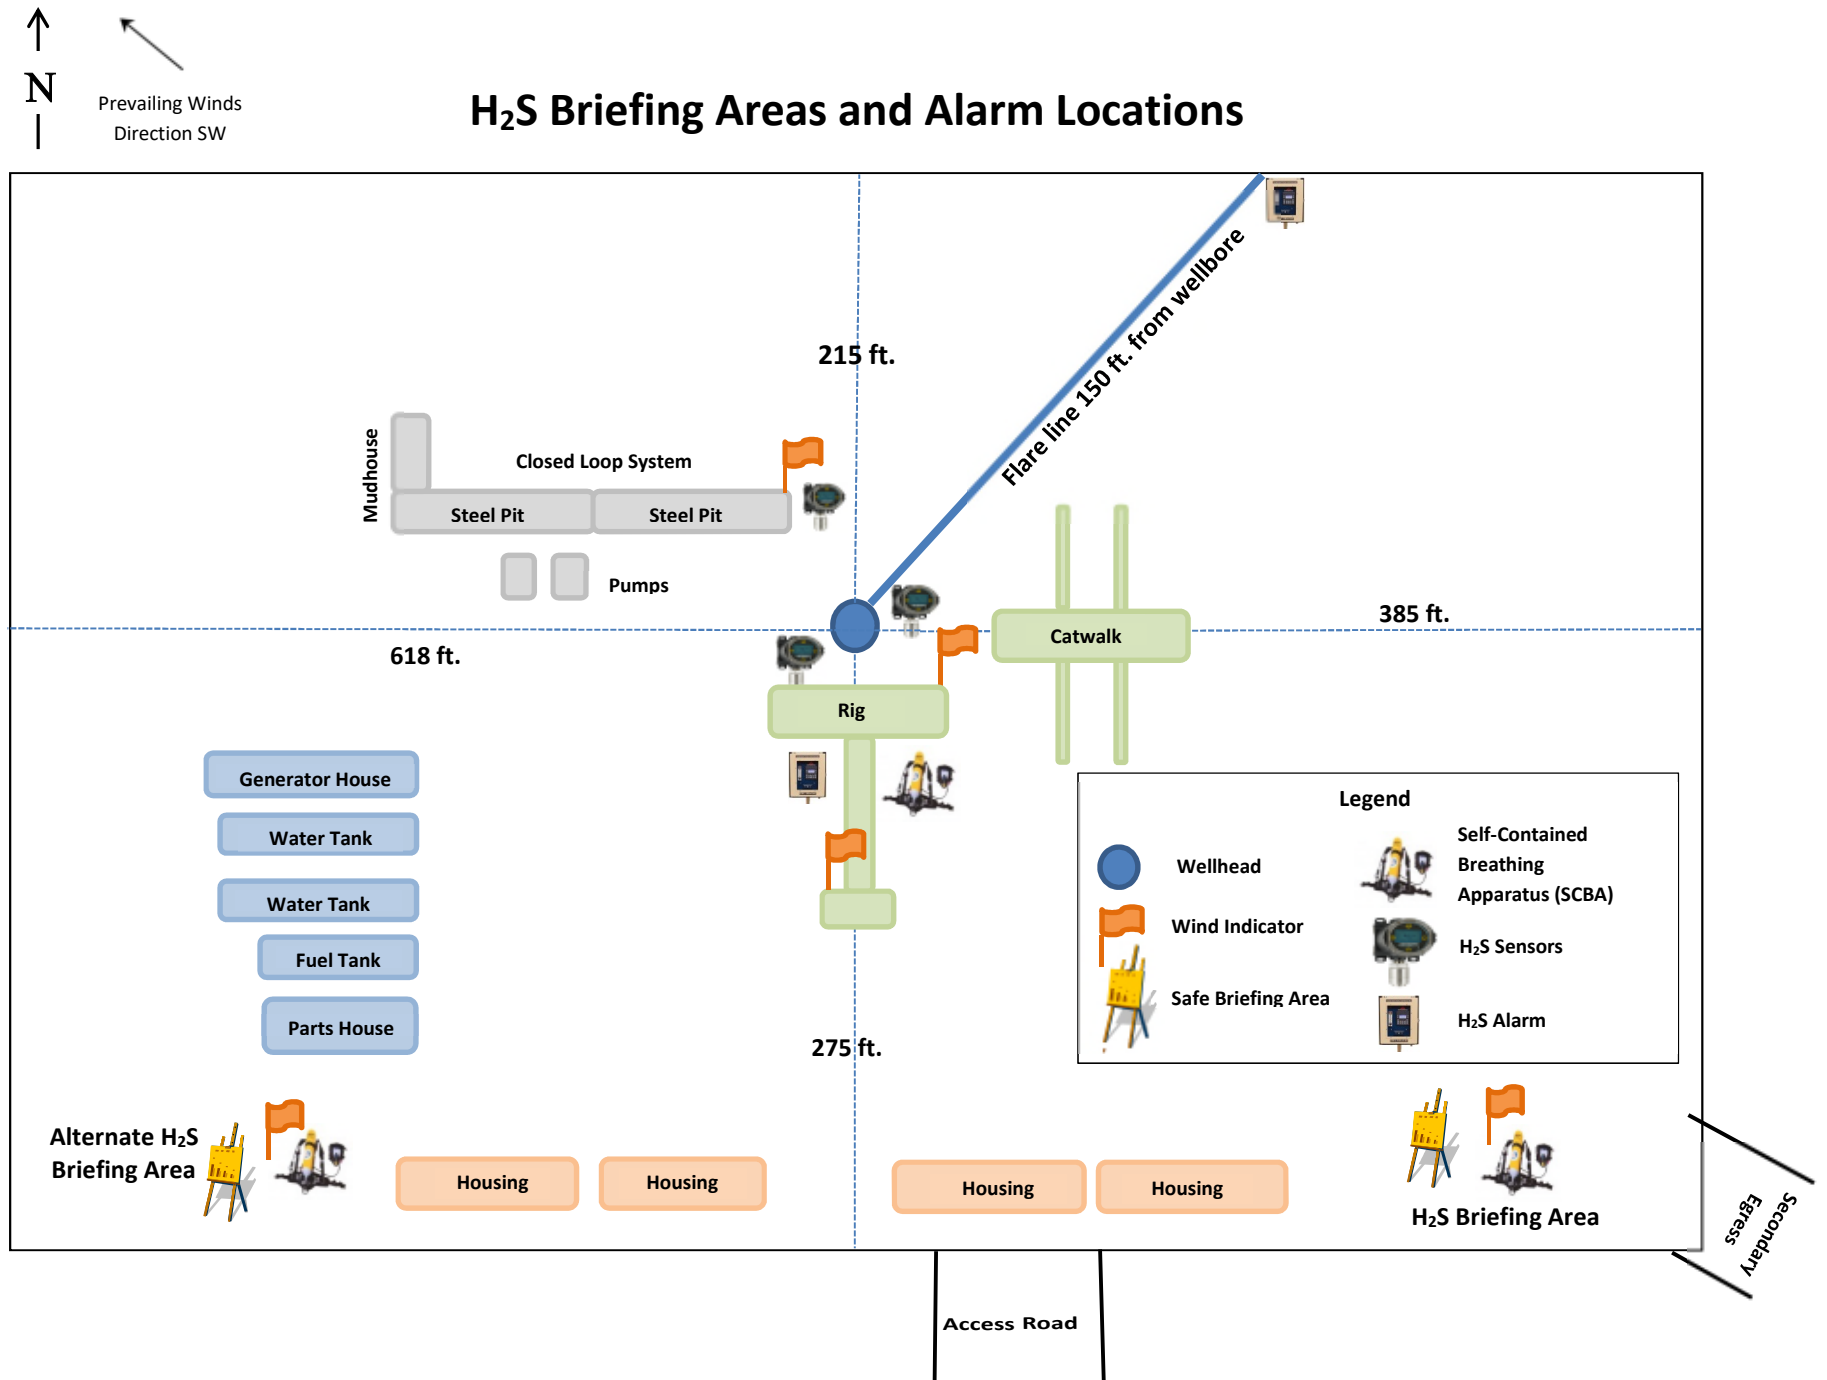 N
Prevailing Winds
Direction SW
H₂S Briefing Areas and Alarm Locations
215 ft.
Flare line 150 ft. from wellbore
Mudhouse
Closed Loop System
Steel Pit
Steel Pit
Pumps
385 ft.
618 ft.
Catwalk
Rig
Generator House
Water Tank
Water Tank
Fuel Tank
Parts House
275 ft.
Legend
Wellhead
Wind Indicator
Safe Briefing Area
Self-Contained
Breathing
Apparatus (SCBA)
H₂S Sensors
H₂S Alarm
Alternate H₂S
Briefing Area
Housing
Housing
Housing
Housing
H₂S Briefing Area
Secondary
Egress
Access Road